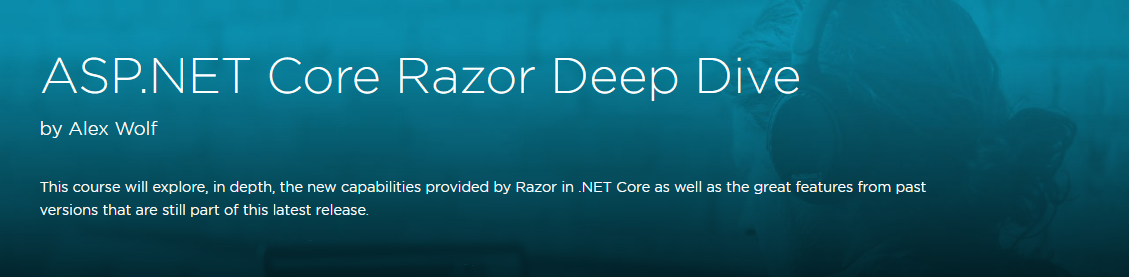 ASP.NET Core Razor Deep Dive
by Alex Wolf
This course will explore, in depth, the new capabilities provided by Razor in .NET Core as well as the great features from past
versions that are still part of this latest release.